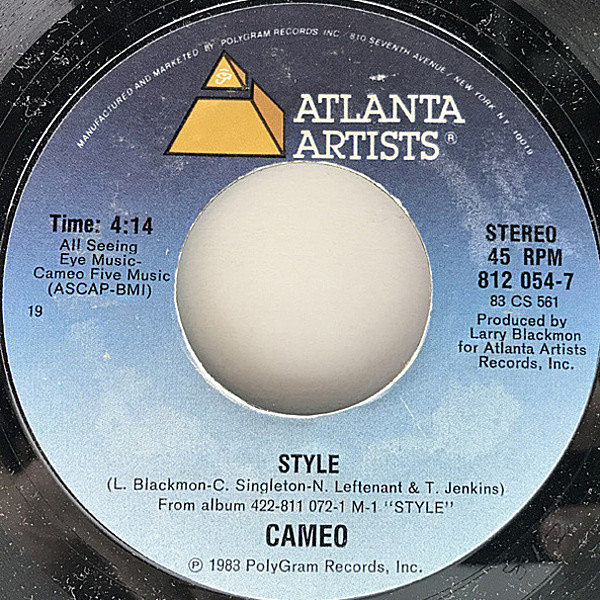 MANUFACTURED AND MARKETED BY POLYGRAM RECORDS INC. 810 SEVENTH AVENUE, NEW YORK, N.Y. 10019
ATLANTA
ARTISTS®
Time: 4:14
All Seeing
Eye Music-
Cameo Five Music
(ASCAP-BMI)
19
STEREO
45 RPM
812 054-7
83 CS 561
Produced by
Larry Blackmon
for Atlanta Artists
Records, Inc.
STYLE
(L. Blackmon-C. Singleton-N. Leftenant & T. Jenkins)
From album 422-811 072-1 M-1 "STYLE"
CAMEO
℗ 1983 PolyGram Records, Inc.